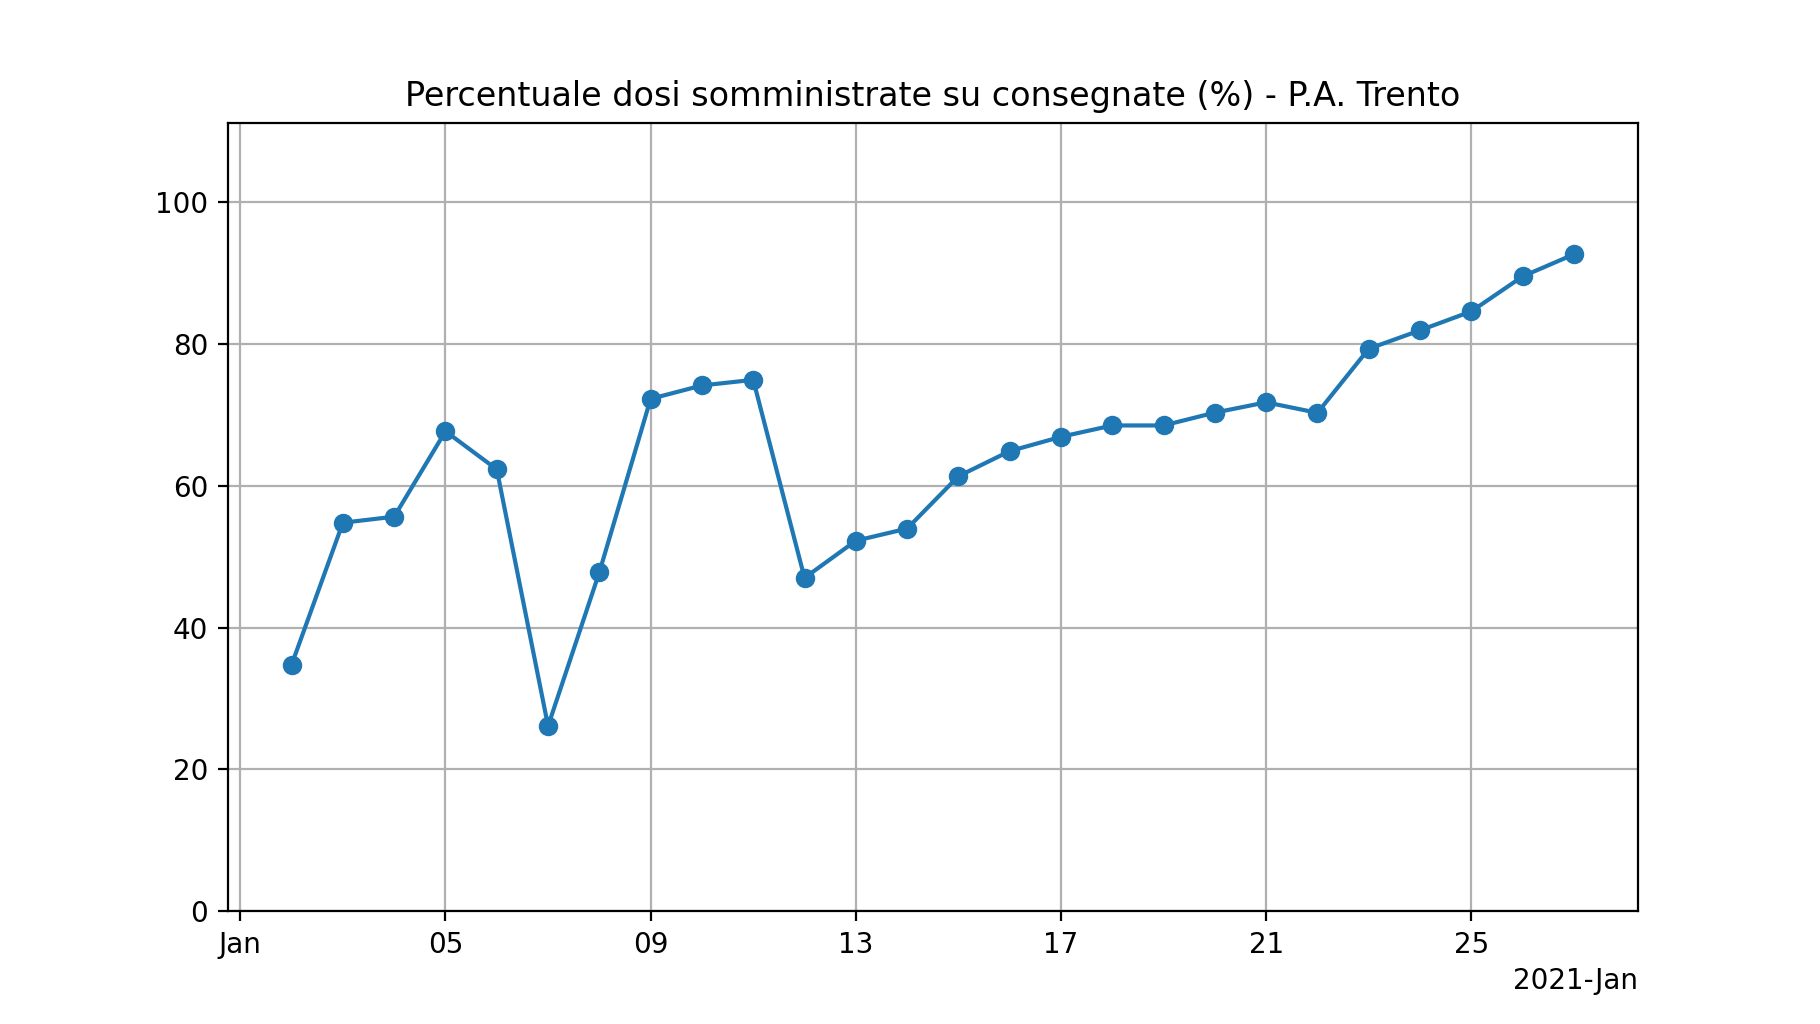 Percentuale dosi somministrate su consegnate (%) - P.A. Trento
100
80
60
40
20
0
Jan 05 09 13 17 21 25
2021-Jan